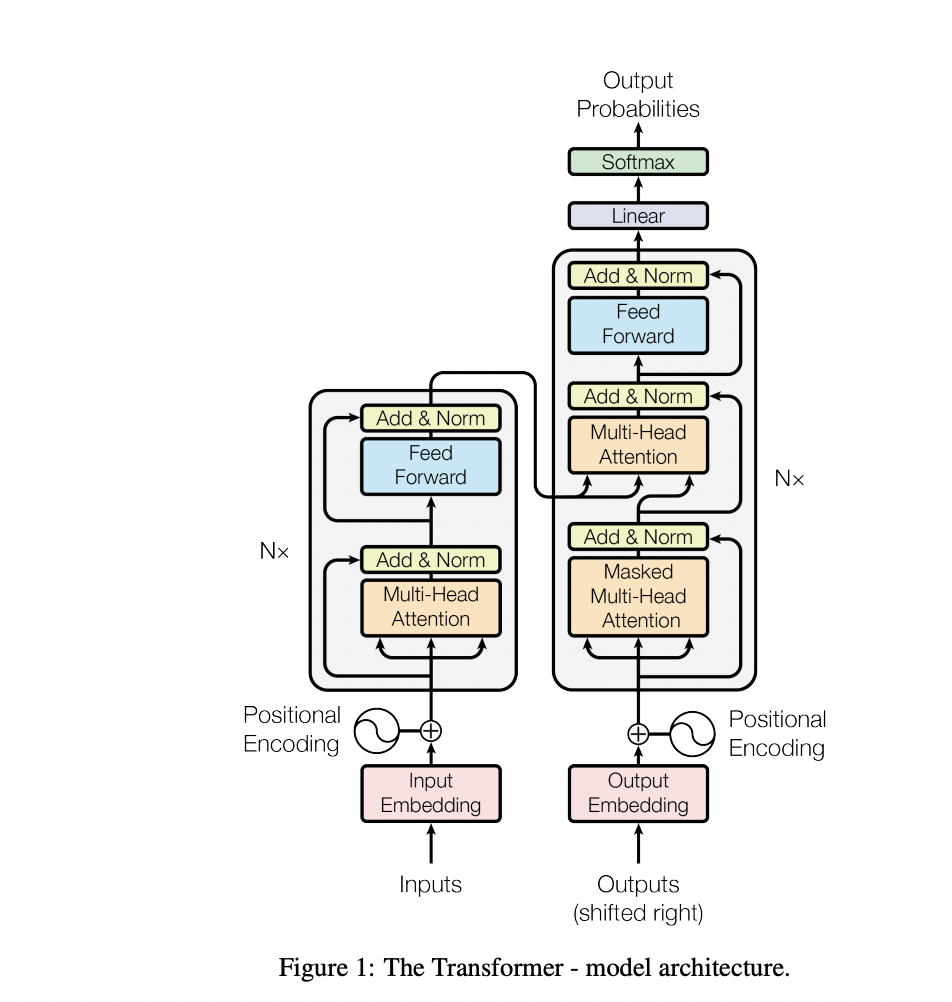 Output
Probabilities
Softmax
Linear
Add & Norm
Feed
Forward
Add & Norm
Multi-Head
Attention
Nx
Add & Norm
Masked
Multi-Head
Attention
Add & Norm
Feed
Forward
Nx
Add & Norm
Multi-Head
Attention
Positional
Encoding
Positional
Encoding
Input
Embedding
Output
Embedding
Inputs
Outputs
(shifted right)
Figure 1: The Transformer - model architecture.